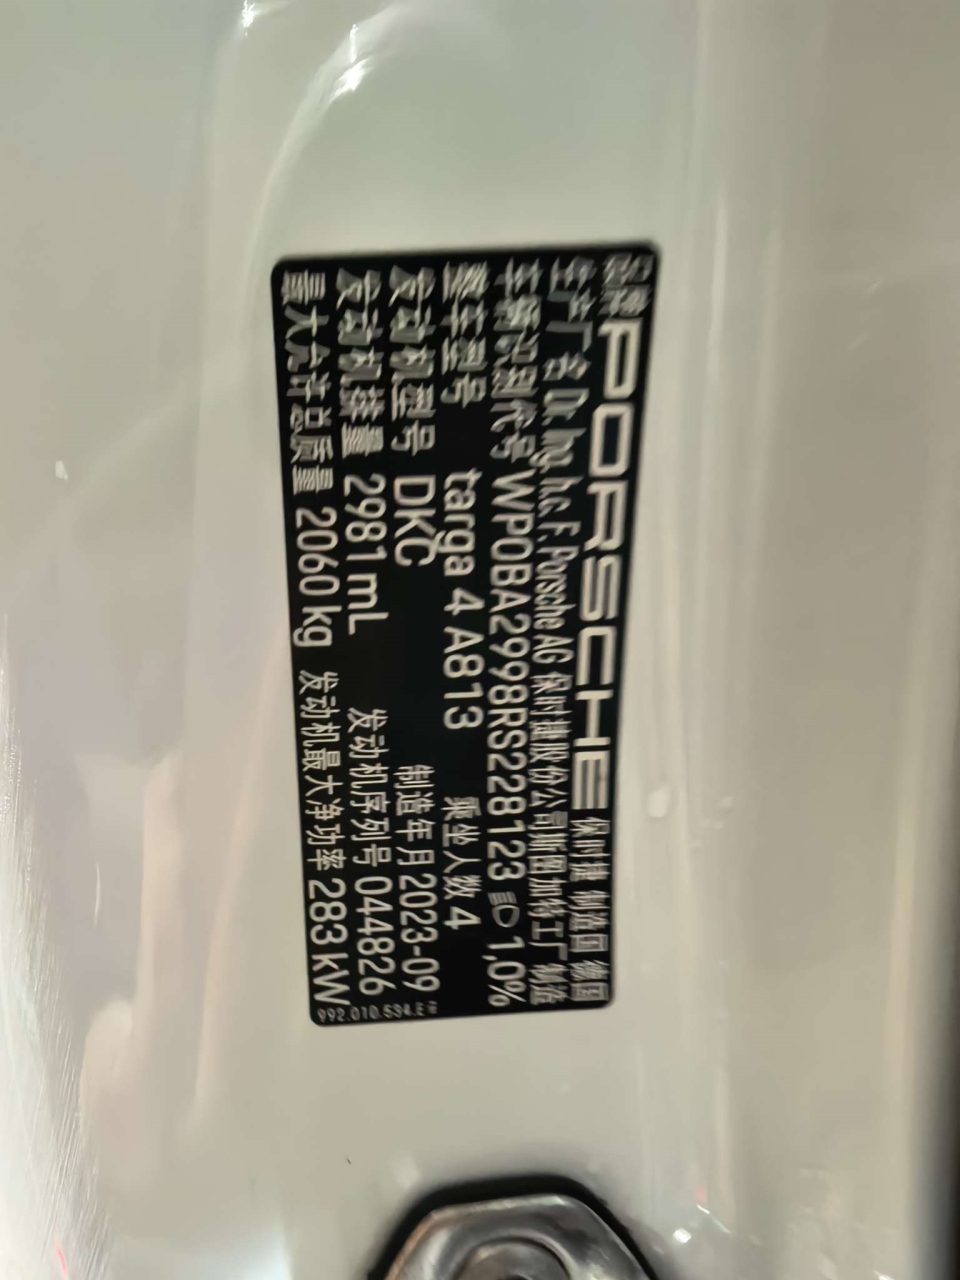 品牌 PORSCHE 保时捷 制造国 德国
生产厂名 Dr. Ing. h.c. F. Porsche AG 保时捷股份公司斯图加特工厂 制造
车辆识别代号 WP0BA2998RS228123 1,0%
整车型号 targa 4 A813 乘坐人数 4
发动机型号 DKC 制造年月 2023-09
发动机排量 2981 mL 发动机序列号 044826
最大允许总质量 2060 kg 发动机最大净功率 283 kW
992.010.534.E